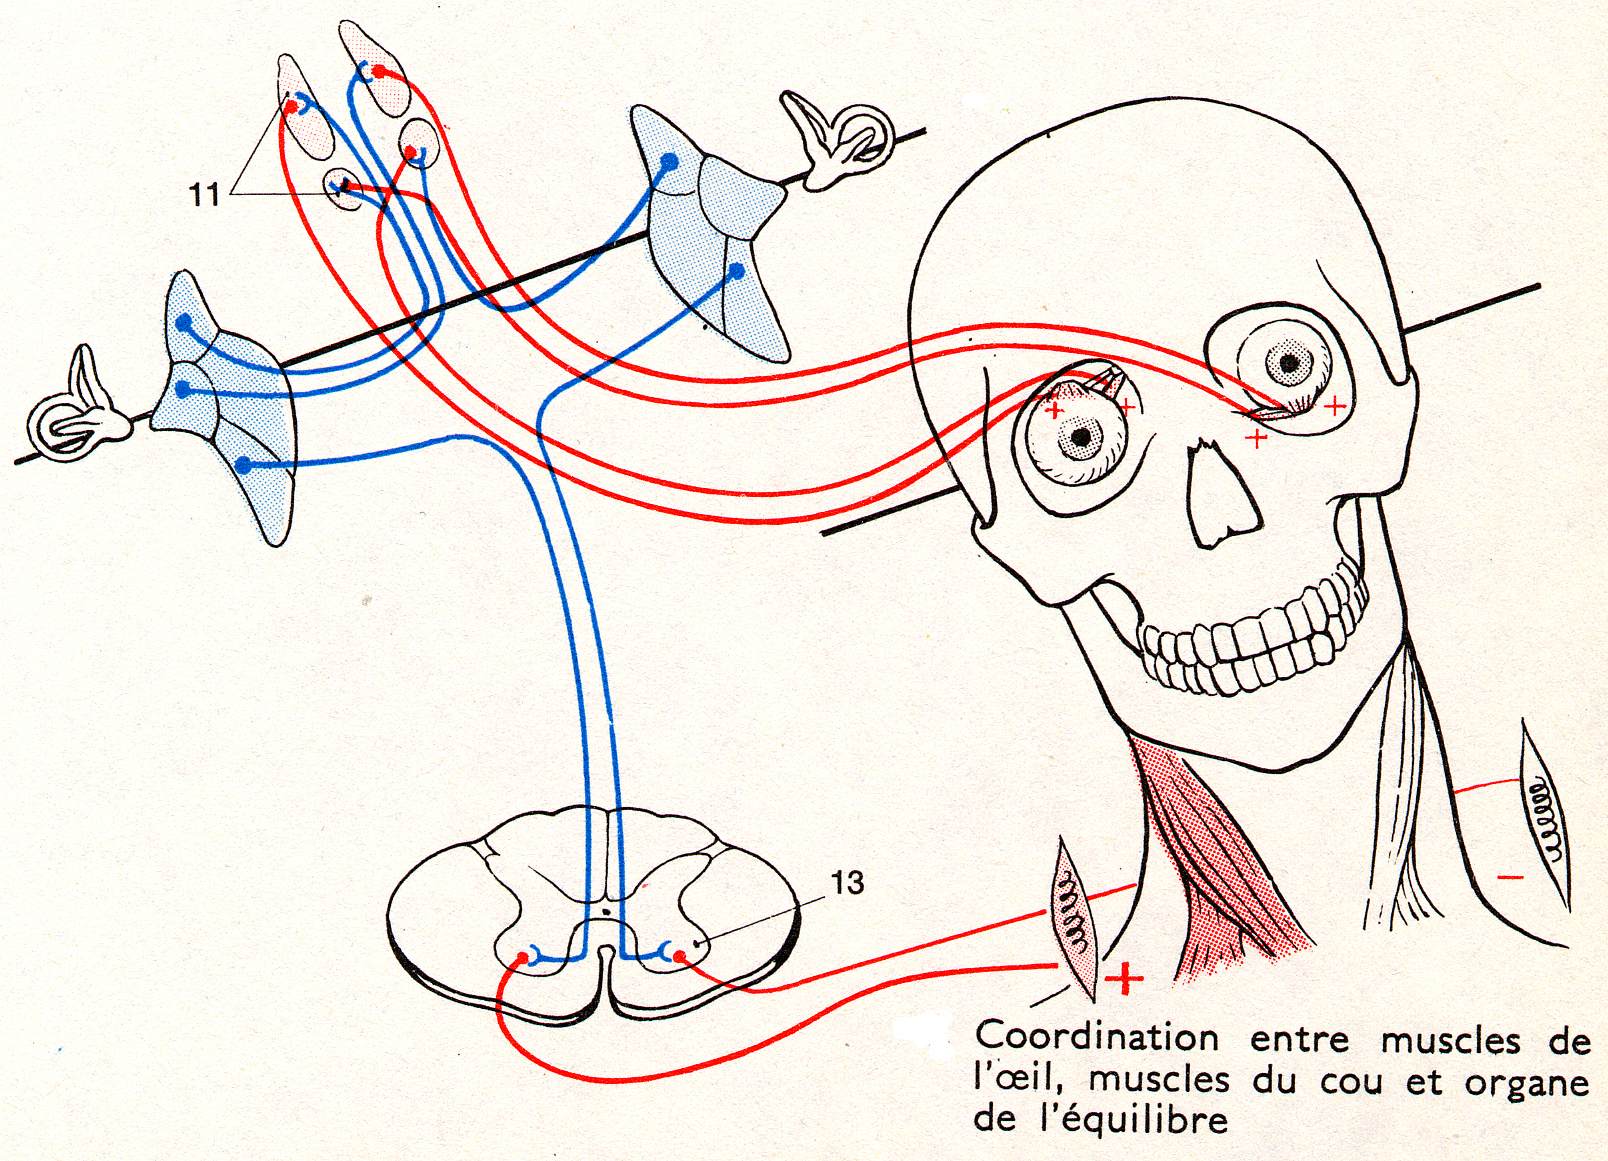 11
13
+ +
+
+
+
-
Coordination entre muscles de
l'œil, muscles du cou et organe
de l'équilibre